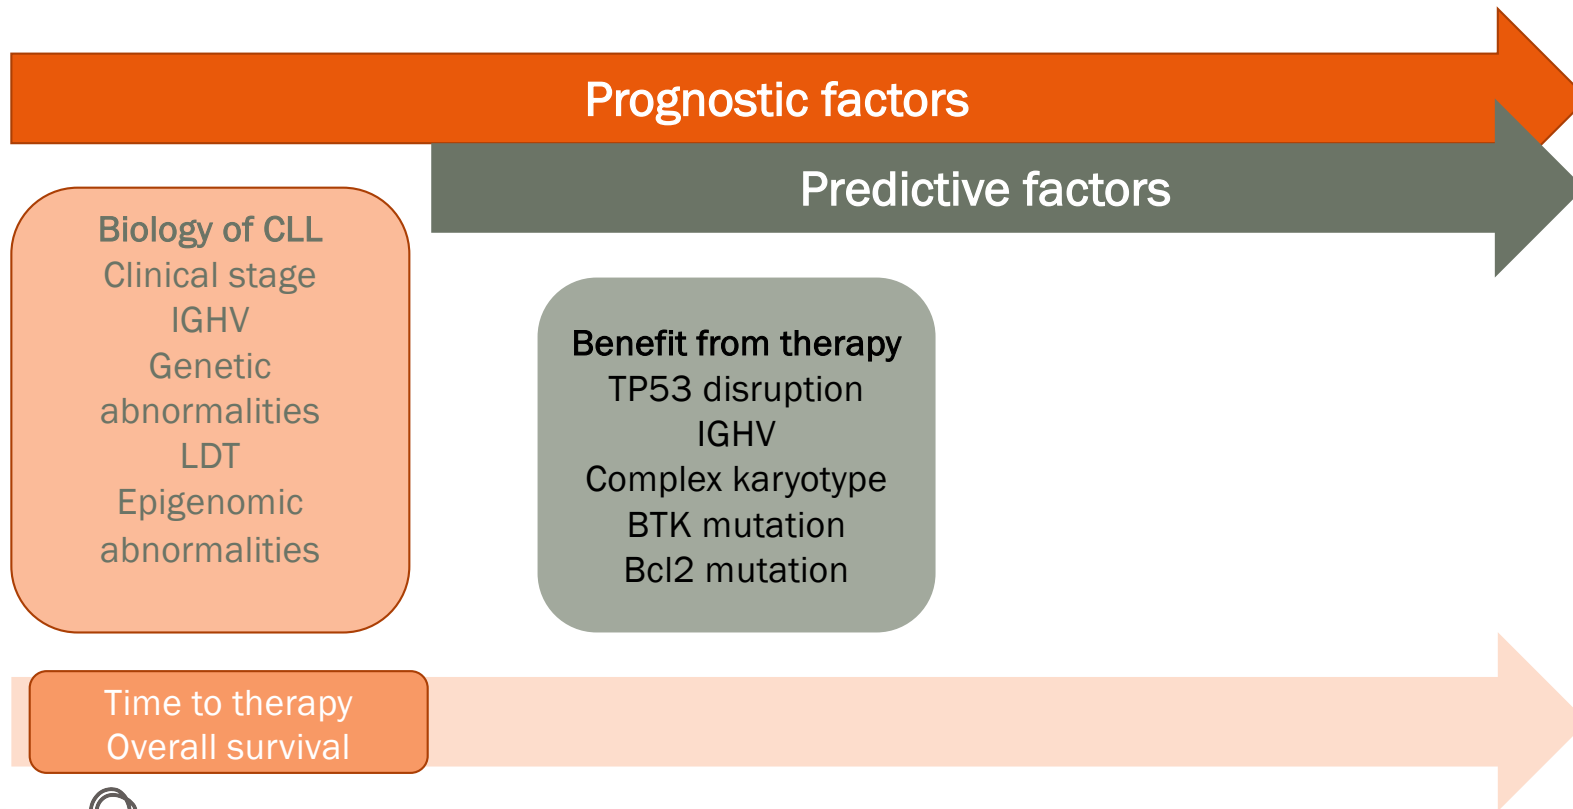 Prognostic factors
Predictive factors
Biology of CLL
Clinical stage
IGHV
Genetic
abnormalities
LDT
Epigenomic
abnormalities
Benefit from therapy
TP53 disruption
IGHV
Complex karyotype
BTK mutation
Bcl2 mutation
Time to therapy
Overall survival